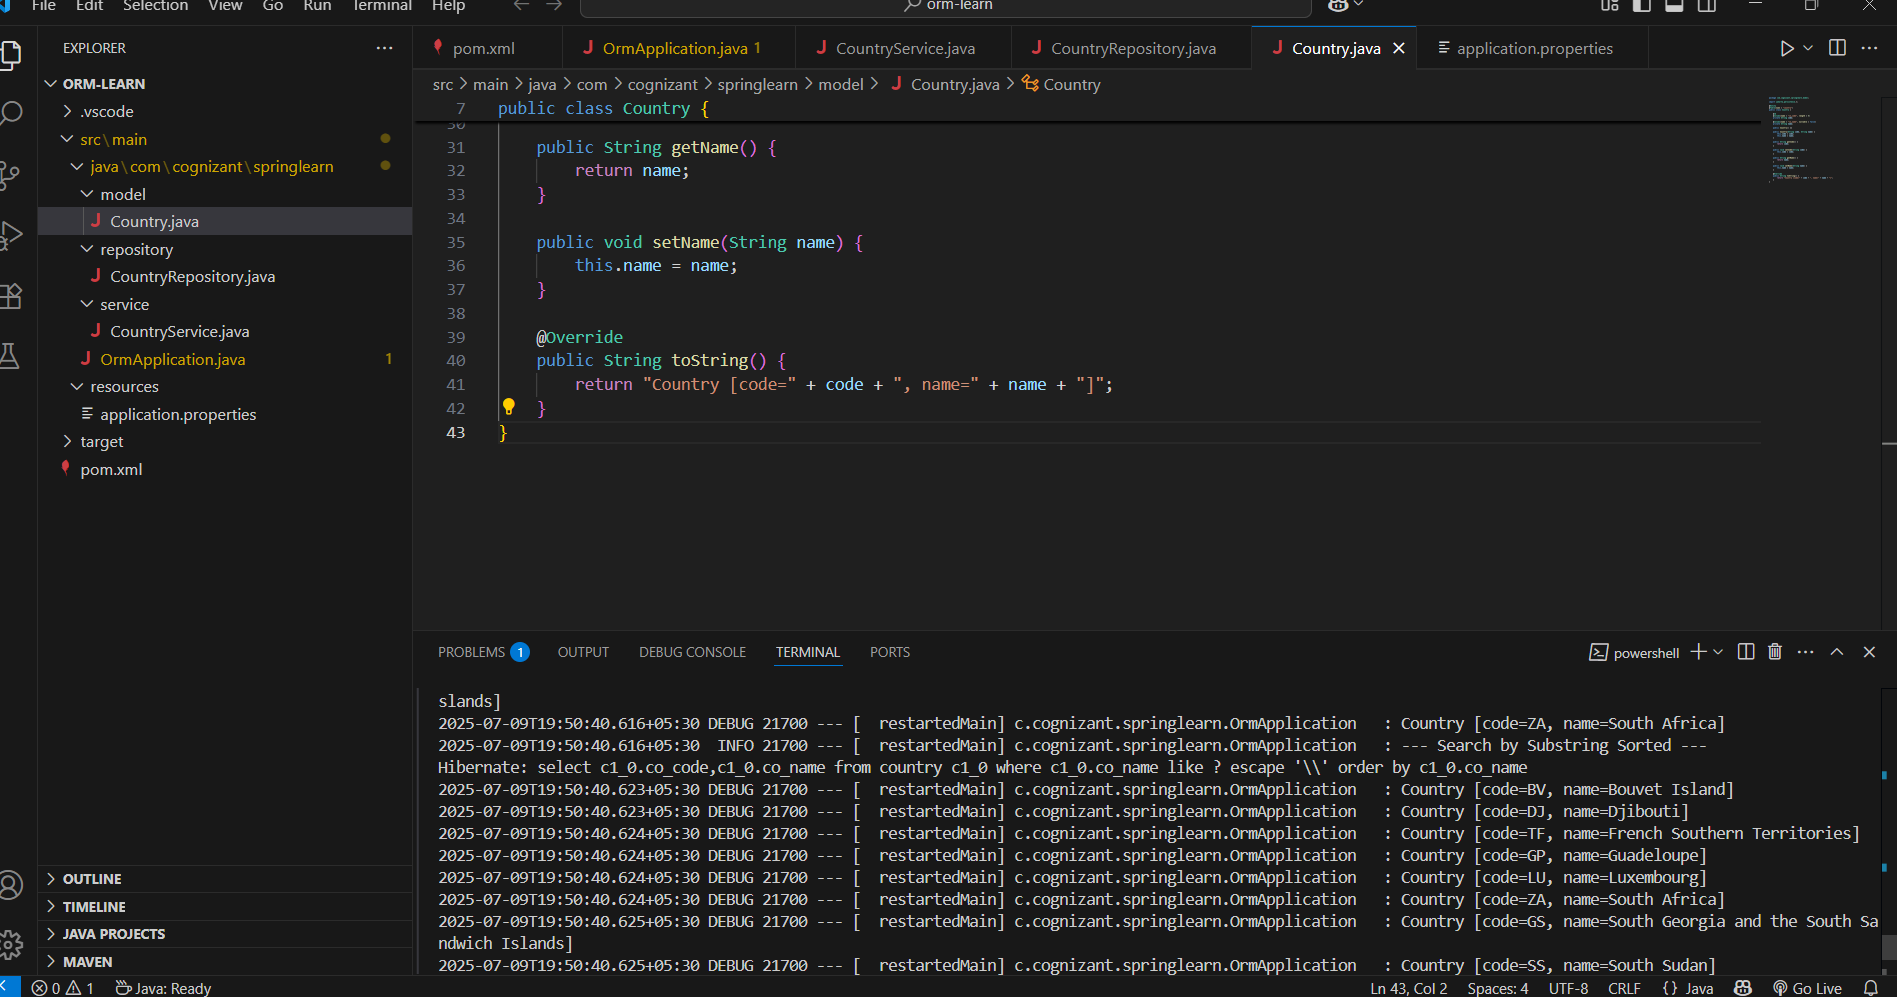 File Edit Selection View Go Run Terminal Help
orm-learn
EXPLORER
ORM-LEARN
.vscode
src\main
java\com\cognizant\springlearn
model
Country.java
repository
CountryRepository.java
service
CountryService.java
OrmApplication.java 1
resources
application.properties
target
pom.xml
OUTLINE
TIMELINE
JAVA PROJECTS
MAVEN
pom.xml OrmApplication.java 1 CountryService.java CountryRepository.java Country.java application.properties
src > main > java > com > cognizant > springlearn > model > Country.java > Country
7 public class Country {
30
31 public String getName() {
32 return name;
33 }
34
35 public void setName(String name) {
36 this.name = name;
37 }
38
39 @Override
40 public String toString() {
41 return "Country [code=" + code + ", name=" + name + "]";
42 }
43 }
PROBLEMS 1 OUTPUT DEBUG CONSOLE TERMINAL PORTS
powershell
slands]
2025-07-09T19:50:40.616+05:30 DEBUG 21700 --- [  restartedMain] c.cognizant.springlearn.OrmApplication   : Country [code=ZA, name=South Africa]
2025-07-09T19:50:40.616+05:30  INFO 21700 --- [  restartedMain] c.cognizant.springlearn.OrmApplication   : --- Search by Substring Sorted ---
Hibernate: select c1_0.co_code,c1_0.co_name from country c1_0 where c1_0.co_name like ? escape '\\' order by c1_0.co_name
2025-07-09T19:50:40.623+05:30 DEBUG 21700 --- [  restartedMain] c.cognizant.springlearn.OrmApplication   : Country [code=BV, name=Bouvet Island]
2025-07-09T19:50:40.623+05:30 DEBUG 21700 --- [  restartedMain] c.cognizant.springlearn.OrmApplication   : Country [code=DJ, name=Djibouti]
2025-07-09T19:50:40.624+05:30 DEBUG 21700 --- [  restartedMain] c.cognizant.springlearn.OrmApplication   : Country [code=TF, name=French Southern Territories]
2025-07-09T19:50:40.624+05:30 DEBUG 21700 --- [  restartedMain] c.cognizant.springlearn.OrmApplication   : Country [code=GP, name=Guadeloupe]
2025-07-09T19:50:40.624+05:30 DEBUG 21700 --- [  restartedMain] c.cognizant.springlearn.OrmApplication   : Country [code=LU, name=Luxembourg]
2025-07-09T19:50:40.624+05:30 DEBUG 21700 --- [  restartedMain] c.cognizant.springlearn.OrmApplication   : Country [code=ZA, name=South Africa]
2025-07-09T19:50:40.625+05:30 DEBUG 21700 --- [  restartedMain] c.cognizant.springlearn.OrmApplication   : Country [code=GS, name=South Georgia and the South Sa
ndwich Islands]
2025-07-09T19:50:40.625+05:30 DEBUG 21700 --- [  restartedMain] c.cognizant.springlearn.OrmApplication   : Country [code=SS, name=South Sudan]
0 1 Java: Ready Ln 43, Col 2 Spaces: 4 UTF-8 CRLF {} Java Go Live